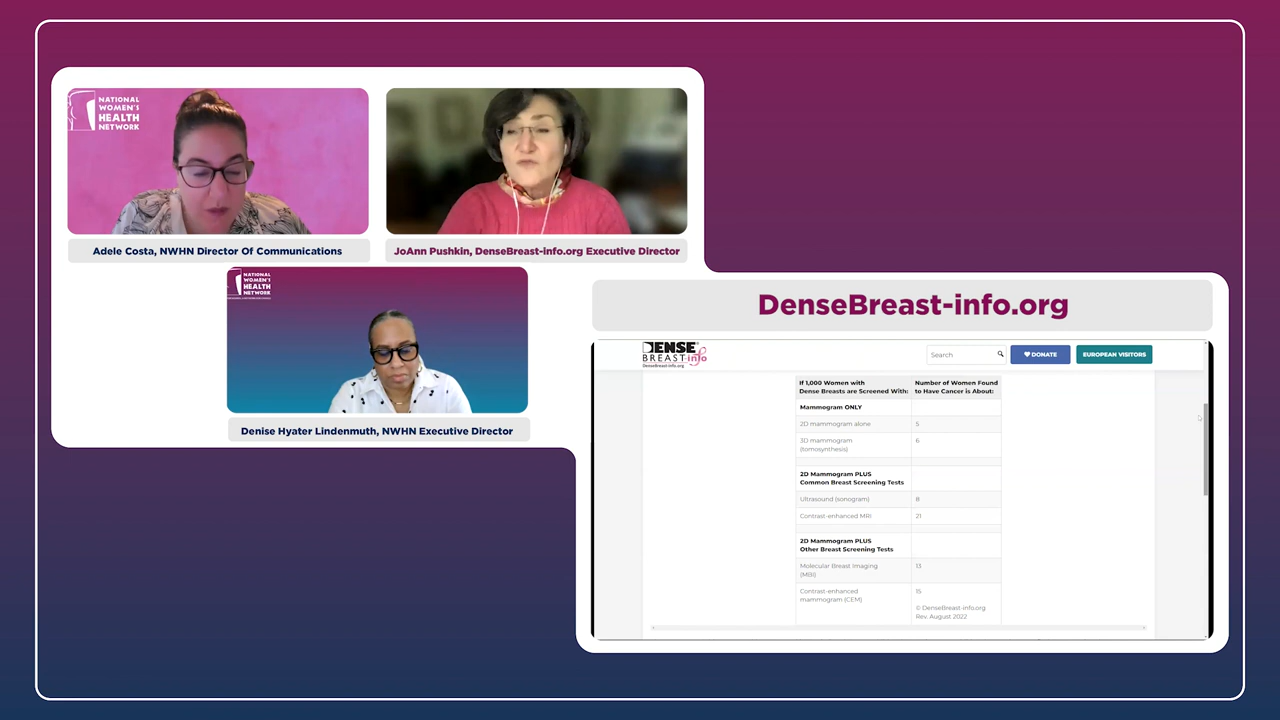 NATIONAL
WOMEN'S
HEALTH
NETWORK
Adele Costa, NWHN Director Of Communications
JoAnn Pushkin, DenseBreast-info.org Executive Director
NATIONAL
WOMEN'S
HEALTH
NETWORK
Denise Hyater Lindenmuth, NWHN Executive Director
DenseBreast-info.org
DENSE
BREAST-info
DenseBreast-info.org
Search
DONATE
EUROPEAN VISITORS
If 1,000 Women with
Dense Breasts are Screened With:
Number of Women Found
to Have Cancer is About:
Mammogram ONLY
2D mammogram alone 5
3D mammogram 6
(tomosynthesis)
2D Mammogram PLUS
Common Breast Screening Tests
Ultrasound (sonogram) 8
Contrast-enhanced MRI 21
2D Mammogram PLUS
Other Breast Screening Tests
Molecular Breast Imaging 13
(MBI)
Contrast-enhanced 15
mammogram (CEM)
© DenseBreast-info.org
Rev. August 2022